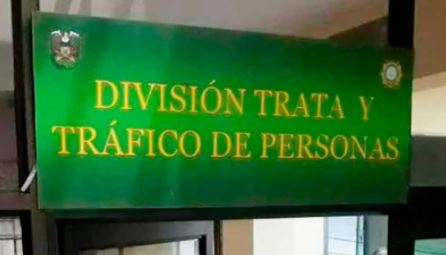 DIVISIÓN TRATA Y
TRÁFICO DE PERSONAS